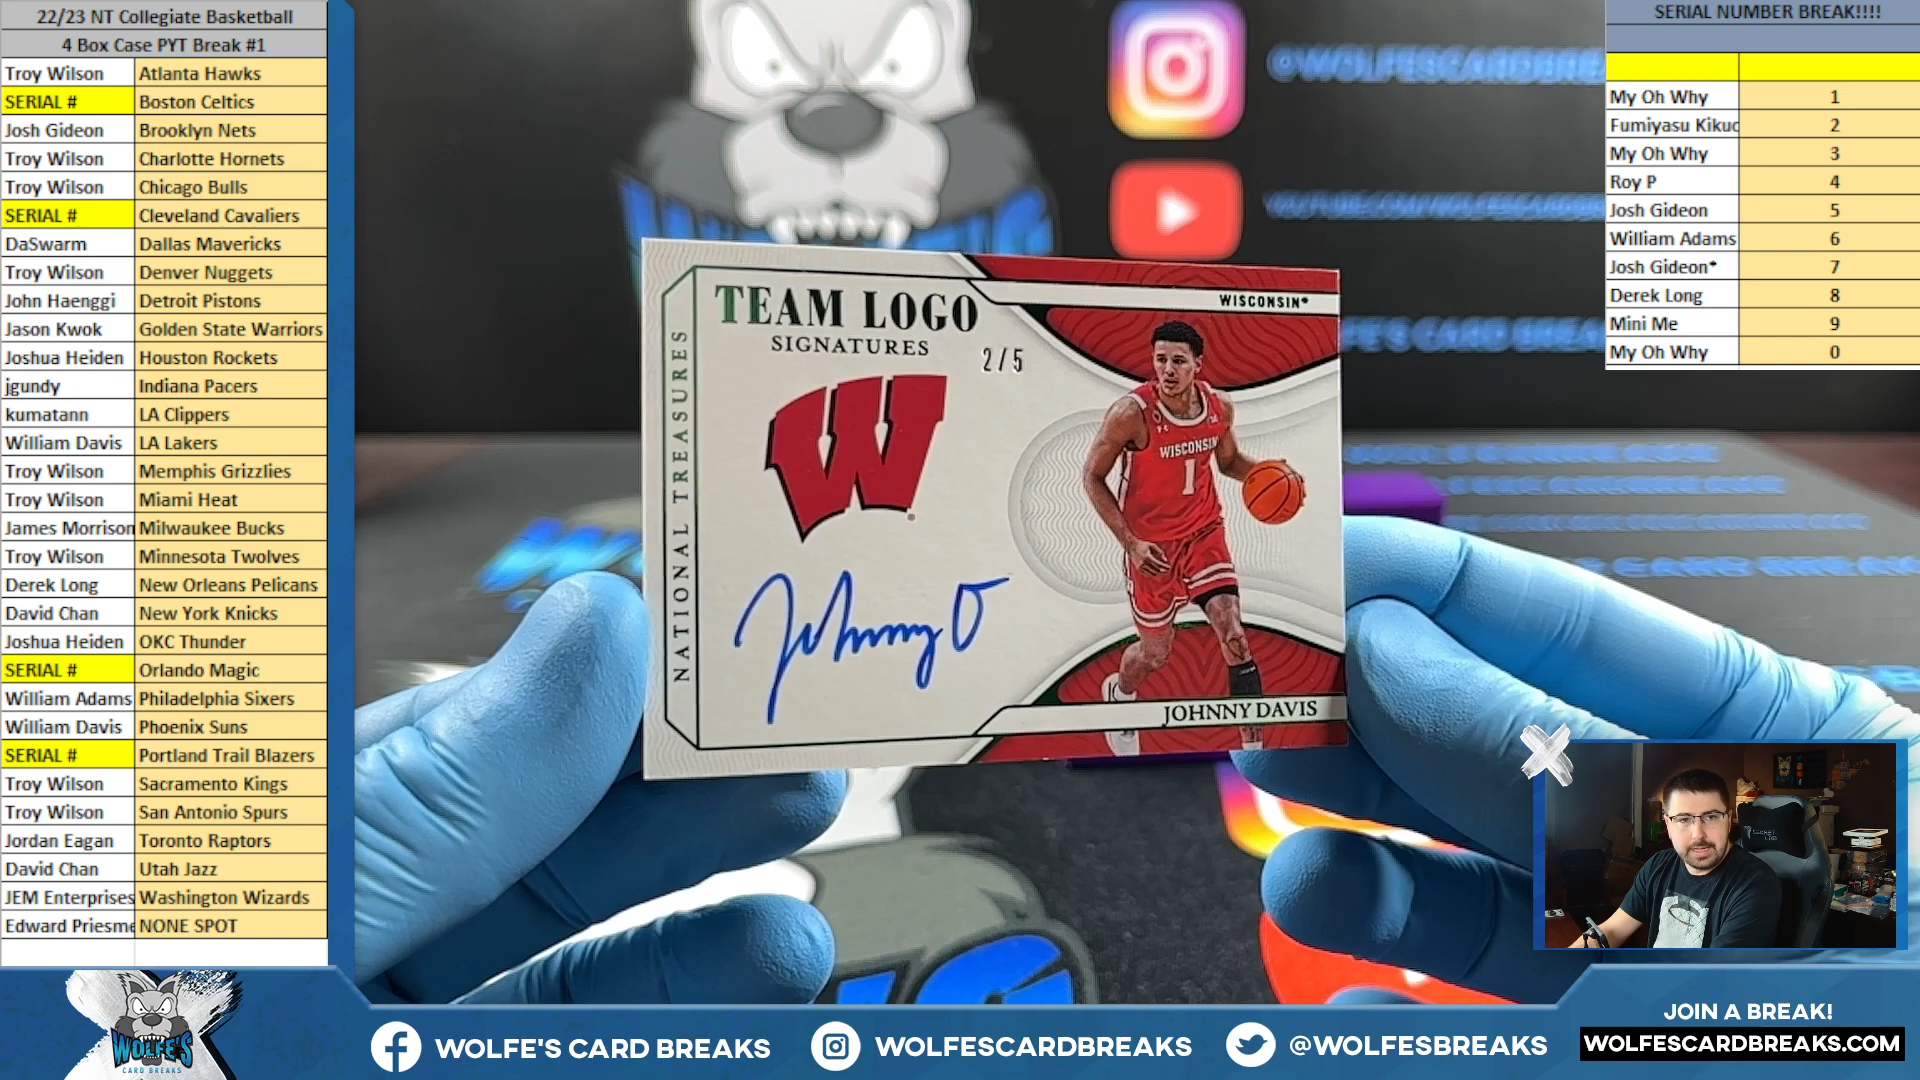 22/23 NT Collegiate Basketball
4 Box Case PYT Break #1
Troy Wilson Atlanta Hawks
SERIAL # Boston Celtics
Josh Gideon Brooklyn Nets
Troy Wilson Charlotte Hornets
Troy Wilson Chicago Bulls
SERIAL # Cleveland Cavaliers
DaSwarm Dallas Mavericks
Troy Wilson Denver Nuggets
John Haenggi Detroit Pistons
Jason Kwok Golden State Warriors
Joshua Heiden Houston Rockets
jgundy Indiana Pacers
kumatann LA Clippers
William Davis LA Lakers
Troy Wilson Memphis Grizzlies
Troy Wilson Miami Heat
James Morrison Milwaukee Bucks
Troy Wilson Minnesota Twolves
Derek Long New Orleans Pelicans
David Chan New York Knicks
Joshua Heiden OKC Thunder
SERIAL # Orlando Magic
William Adams Philadelphia Sixers
William Davis Phoenix Suns
SERIAL # Portland Trail Blazers
Troy Wilson Sacramento Kings
Troy Wilson San Antonio Spurs
Jordan Eagan Toronto Raptors
David Chan Utah Jazz
JEM Enterprises Washington Wizards
Edward Priesme NONE SPOT
@WOLFESCARDBRE
NATIONAL TREASURES
TEAM LOGO
SIGNATURES
2/5
W
Johnny D
WISCONSIN
WISCONSIN
1
JOHNNY DAVIS
SERIAL NUMBER BREAK!!!!
My Oh Why 1
Fumiyasu Kikuc 2
My Oh Why 3
Roy P 4
Josh Gideon 5
William Adams 6
Josh Gideon* 7
Derek Long 8
Mini Me 9
My Oh Why 0
WOLFE'S
CARD BREAKS
WOLFE'S CARD BREAKS
WOLFESCARDBREAKS
@WOLFESBREAKS
JOIN A BREAK!
WOLFESCARDBREAKS.COM